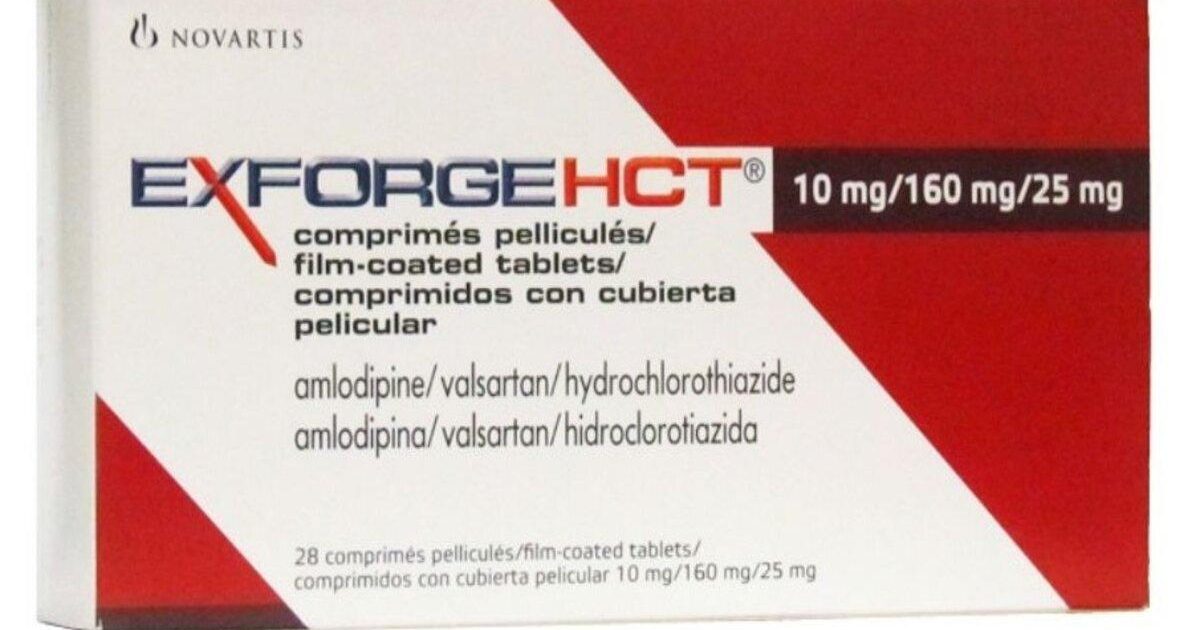 NOVARTIS
EXFORGE HCT® 10 mg/160 mg/25 mg
comprimés pelliculés/
film-coated tablets/
comprimidos con cubierta
pelicular
amlodipine/valsartan/hydrochlorothiazide
amlodipina/valsartan/hidroclorotiazida
28 comprimés pelliculés/film-coated tablets/
comprimidos con cubierta pelicular 10 mg/160 mg/25 mg